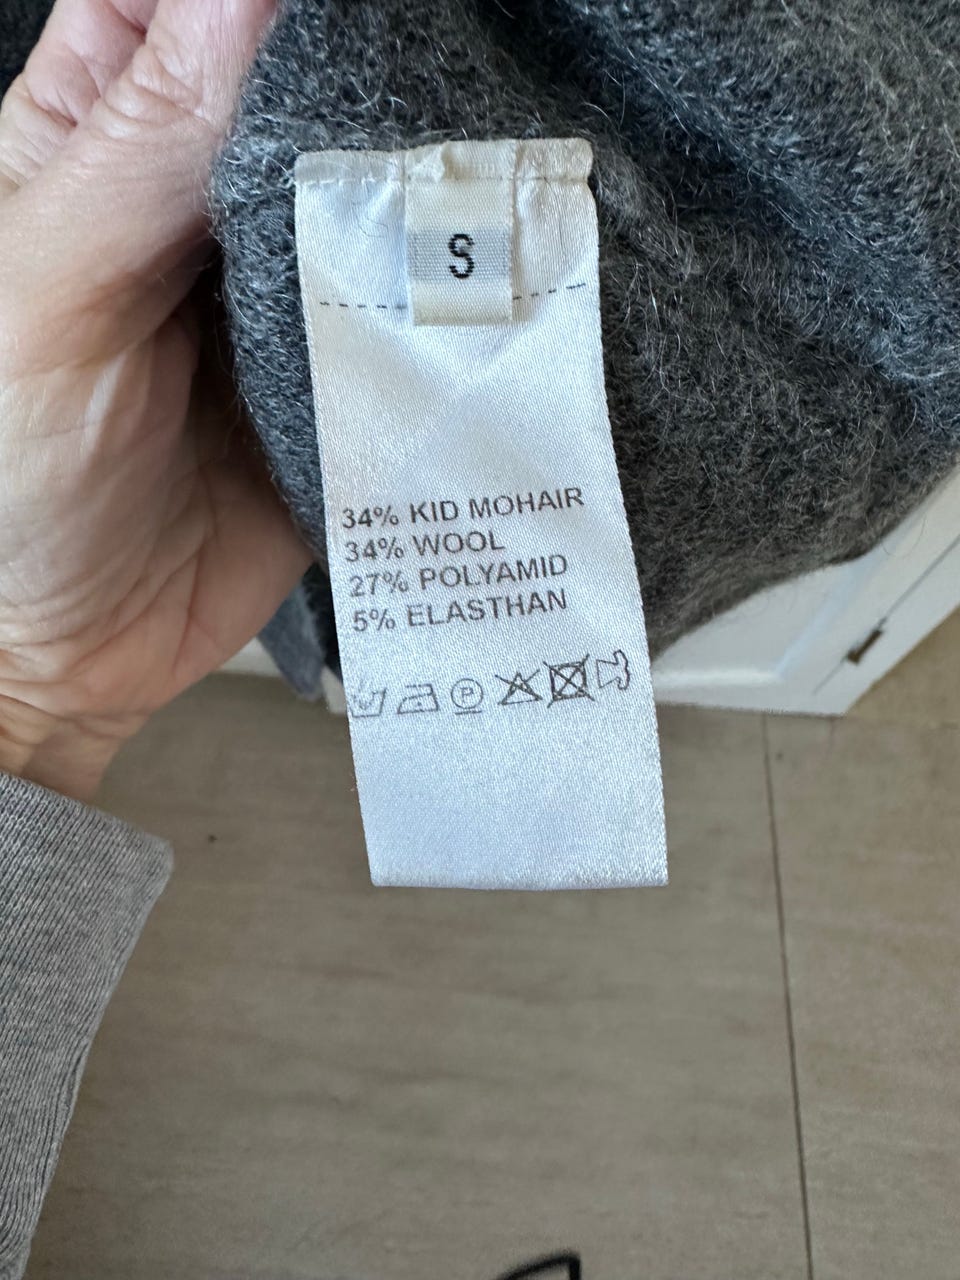 S
34% KID MOHAIR
34% WOOL
27% POLYAMID
5% ELASTHAN
P